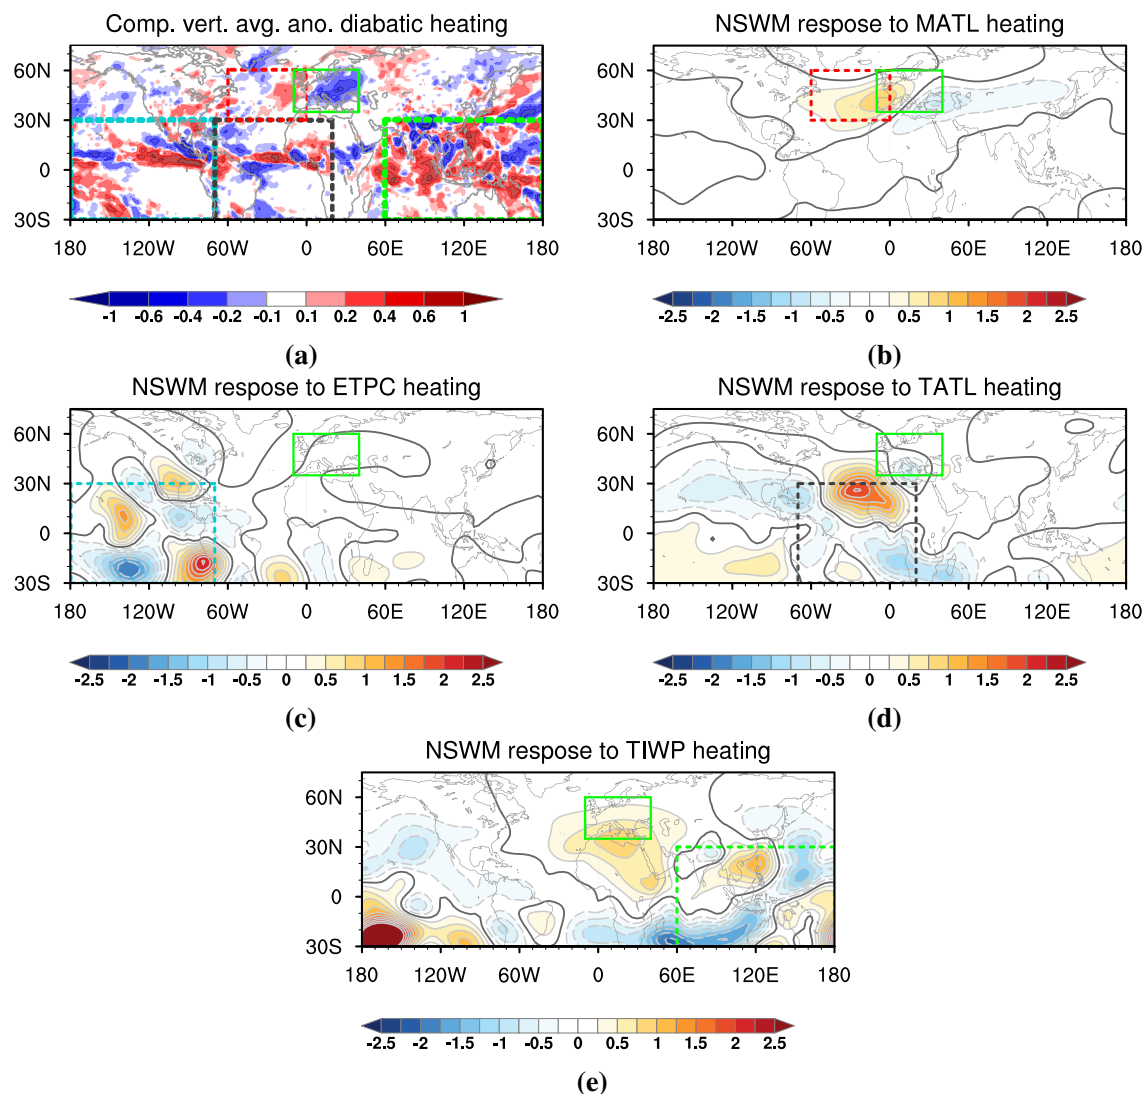 Comp. vert. avg. ano. diabatic heating
60N
30N
0
30S
180 120W 60W 0 60E 120E 180
-1 -0.6 -0.4 -0.2 -0.1 0.1 0.2 0.4 0.6 1
(a)
NSWM respose to MATL heating
60N
30N
0
30S
180 120W 60W 0 60E 120E 180
-2.5 -2 -1.5 -1 -0.5 0 0.5 1 1.5 2 2.5
(b)
NSWM respose to ETPC heating
60N
30N
0
30S
180 120W 60W 0 60E 120E 180
-2.5 -2 -1.5 -1 -0.5 0 0.5 1 1.5 2 2.5
(c)
NSWM respose to TATL heating
60N
30N
0
30S
180 120W 60W 0 60E 120E 180
-2.5 -2 -1.5 -1 -0.5 0 0.5 1 1.5 2 2.5
(d)
NSWM respose to TIWP heating
60N
30N
0
30S
180 120W 60W 0 60E 120E 180
-2.5 -2 -1.5 -1 -0.5 0 0.5 1 1.5 2 2.5
(e)